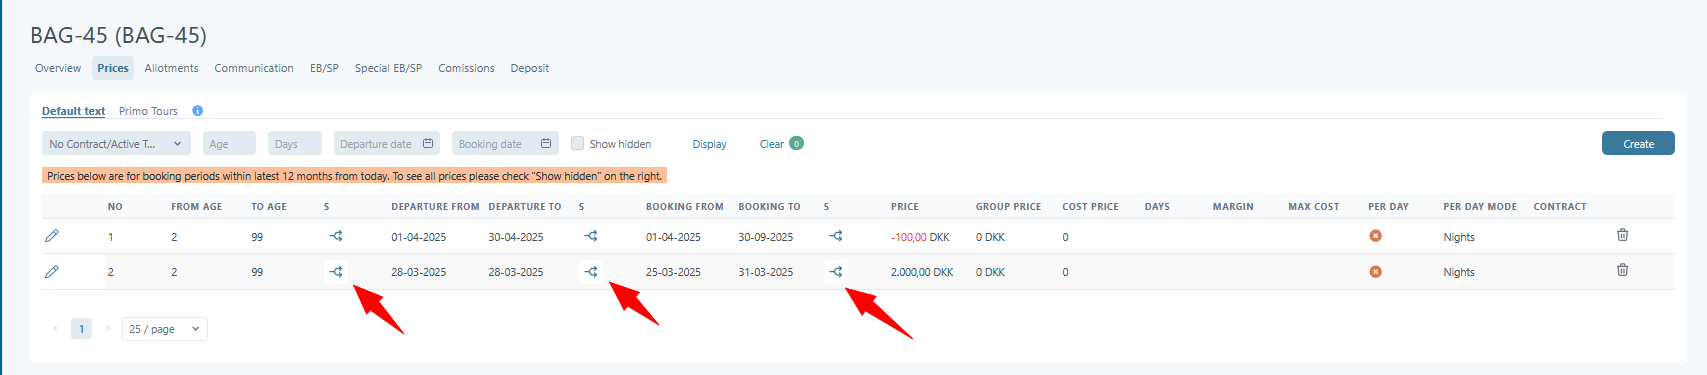 BAG-45 (BAG-45)
Overview Prices Allotments Communication EB/SP Special EB/SP Comissions Deposit
Default text Primo Tours
No Contract/Active T... Age Days Departure date Booking date Show hidden Display Clear 0 Create
Prices below are for booking periods within latest 12 months from today. To see all prices please check "Show hidden" on the right.
NO FROM AGE TO AGE S DEPARTURE FROM DEPARTURE TO S BOOKING FROM BOOKING TO S PRICE GROUP PRICE COST PRICE DAYS MARGIN MAX COST PER DAY PER DAY MODE CONTRACT
1 2 99 01-04-2025 30-04-2025 01-04-2025 30-09-2025 -100,00 DKK 0 DKK 0 Nights
2 2 99 28-03-2025 28-03-2025 25-03-2025 31-03-2025 2.000,00 DKK 0 DKK 0 Nights
1 25 / page